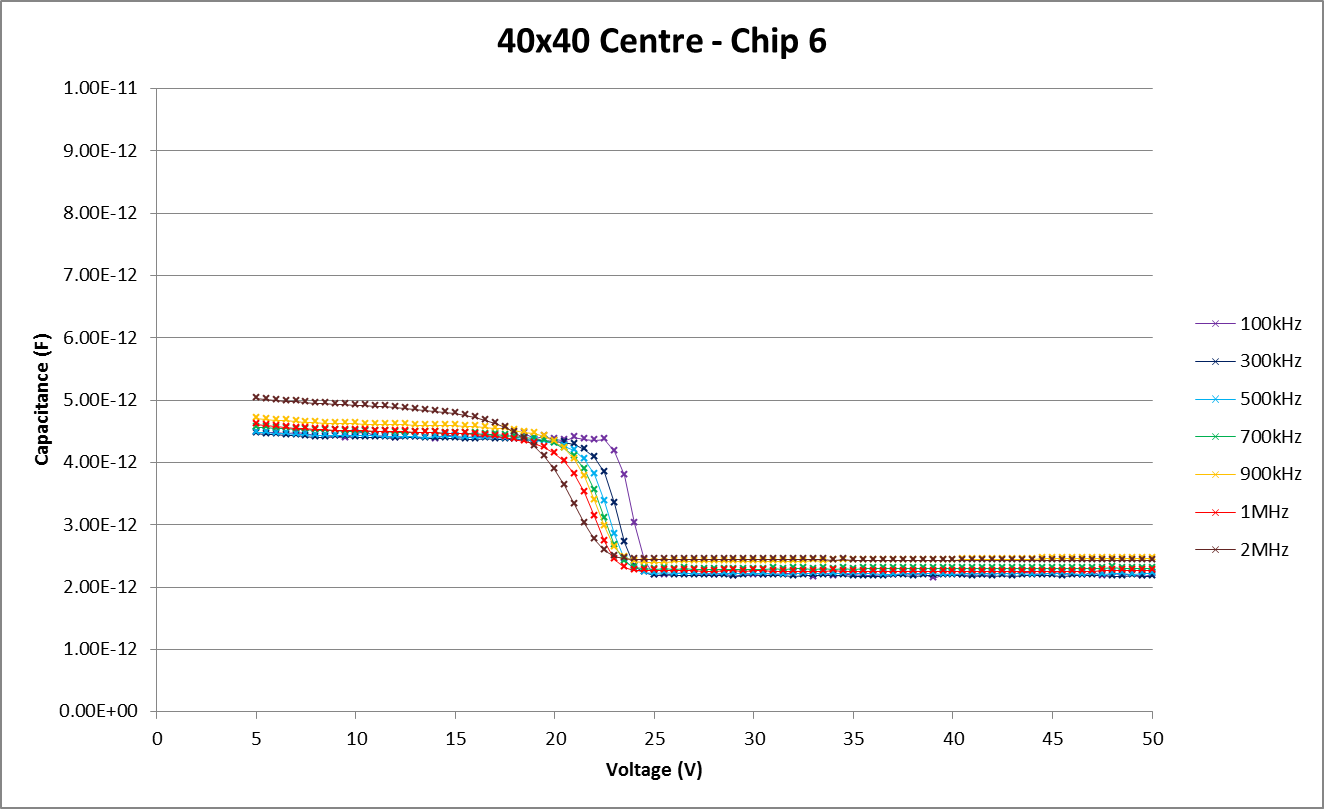 40x40 Centre - Chip 6
1.00E-11
9.00E-12
8.00E-12
7.00E-12
6.00E-12
5.00E-12
4.00E-12
3.00E-12
2.00E-12
1.00E-12
0.00E+00
Capacitance (F)
0 5 10 15 20 25 30 35 40 45 50
Voltage (V)
100kHz
300kHz
500kHz
700kHz
900kHz
1MHz
2MHz